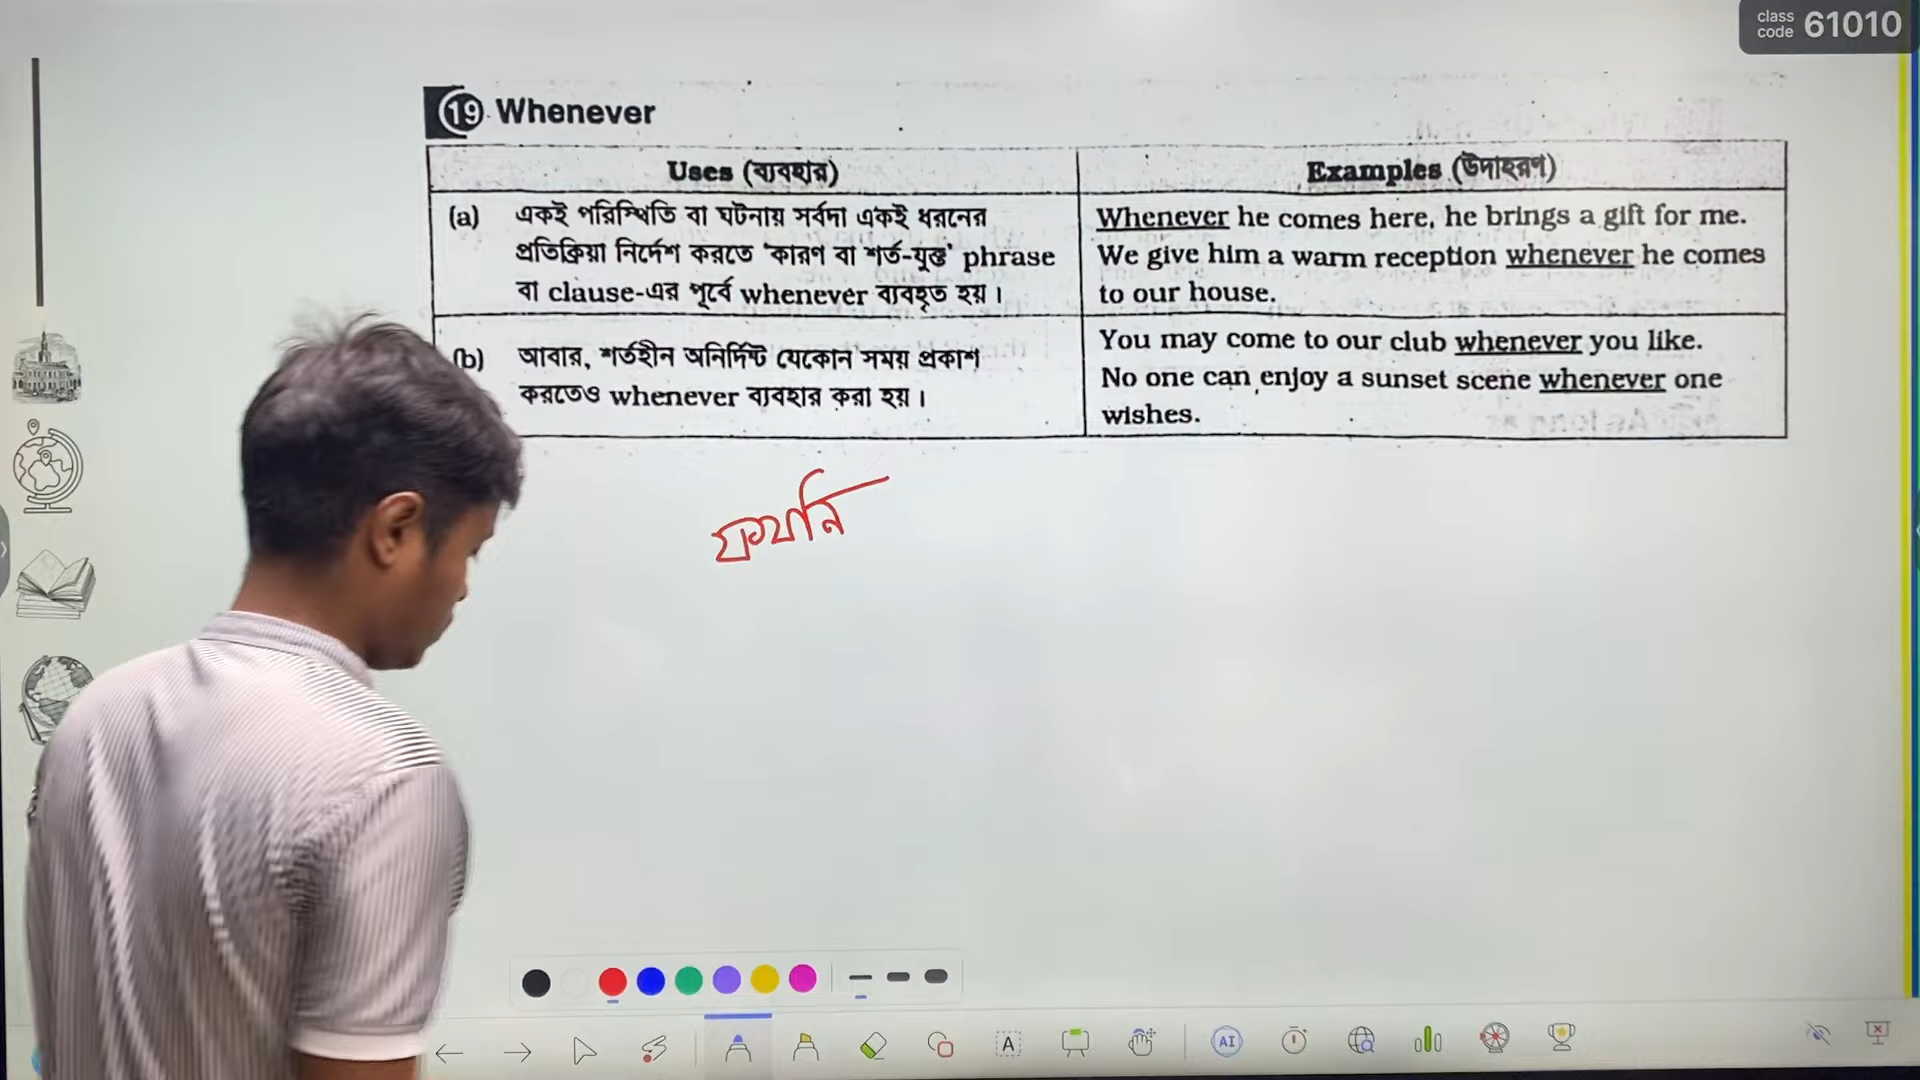 class code 61010
19. Whenever
Uses (ব্যবহার)
Examples (উদাহরণ)
(a) একই পরিস্থিতি বা ঘটনায় সর্বদা একই ধরনের
প্রতিক্রিয়া নির্দেশ করতে 'কারণ বা শর্ত-যুক্ত' phrase
বা clause-এর পূর্বে whenever ব্যবহৃত হয়।
Whenever he comes here, he brings a gift for me.
We give him a warm reception whenever he comes
to our house.
(b) আবার, শর্তহীন অনির্দিষ্ট যেকোন সময় প্রকাশ
করতেও whenever ব্যবহার করা হয়।
You may come to our club whenever you like.
No one can enjoy a sunset scene whenever one
wishes.
A
AI